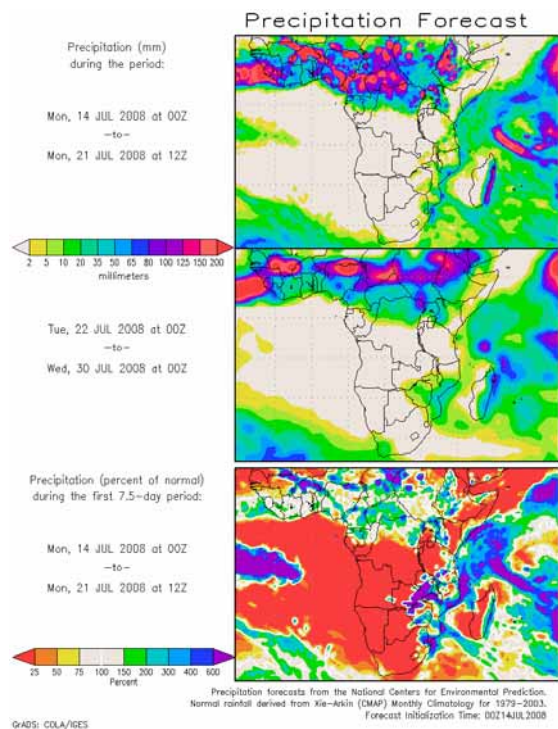 Precipitation Forecast
Precipitation (mm)
during the period:
Mon, 14 JUL 2008 at 00Z
-to-
Mon, 21 JUL 2008 at 12Z
2 5 10 20 35 50 65 80 100 125 150 200
millimeters
Tue, 22 JUL 2008 at 00Z
-to-
Wed, 30 JUL 2008 at 00Z
Precipitation (percent of normal)
during the first 7.5-day period:
Mon, 14 JUL 2008 at 00Z
-to-
Mon, 21 JUL 2008 at 12Z
25 50 75 100 150 200 300 400 600
Percent
Precipitation forecasts from the National Centers for Environmental Prediction.
Normal rainfall derived from Xie-Arkin (CMAP) Monthly Climatology for 1979-2003.
Forecast Initialization Time: 00Z14JUL2008
GrADS: COLA/IGES